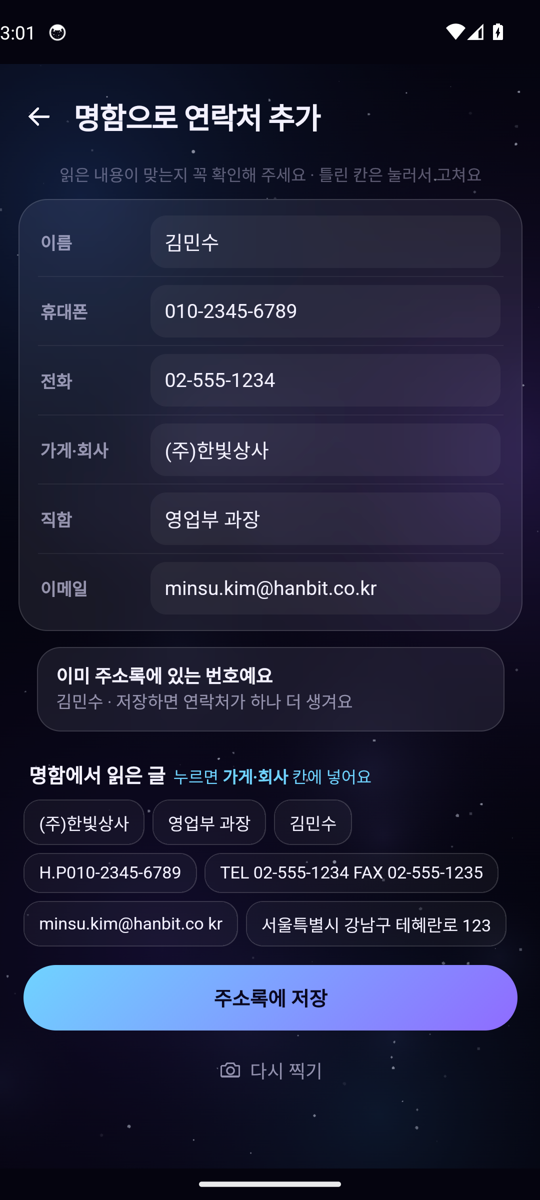 3:01
명함으로 연락처 추가
읽은 내용이 맞는지 꼭 확인해 주세요 · 틀린 칸은 눌러서 고쳐요
이름 김민수
휴대폰 010-2345-6789
전화 02-555-1234
가게·회사 (주)한빛상사
직함 영업부 과장
이메일 minsu.kim@hanbit.co.kr
이미 주소록에 있는 번호예요
김민수 · 저장하면 연락처가 하나 더 생겨요
명함에서 읽은 글 누르면 가게·회사 칸에 넣어요
(주)한빛상사 영업부 과장 김민수
H.P010-2345-6789 TEL 02-555-1234 FAX 02-555-1235
minsu.kim@hanbit.co kr 서울특별시 강남구 테헤란로 123
주소록에 저장
다시 찍기